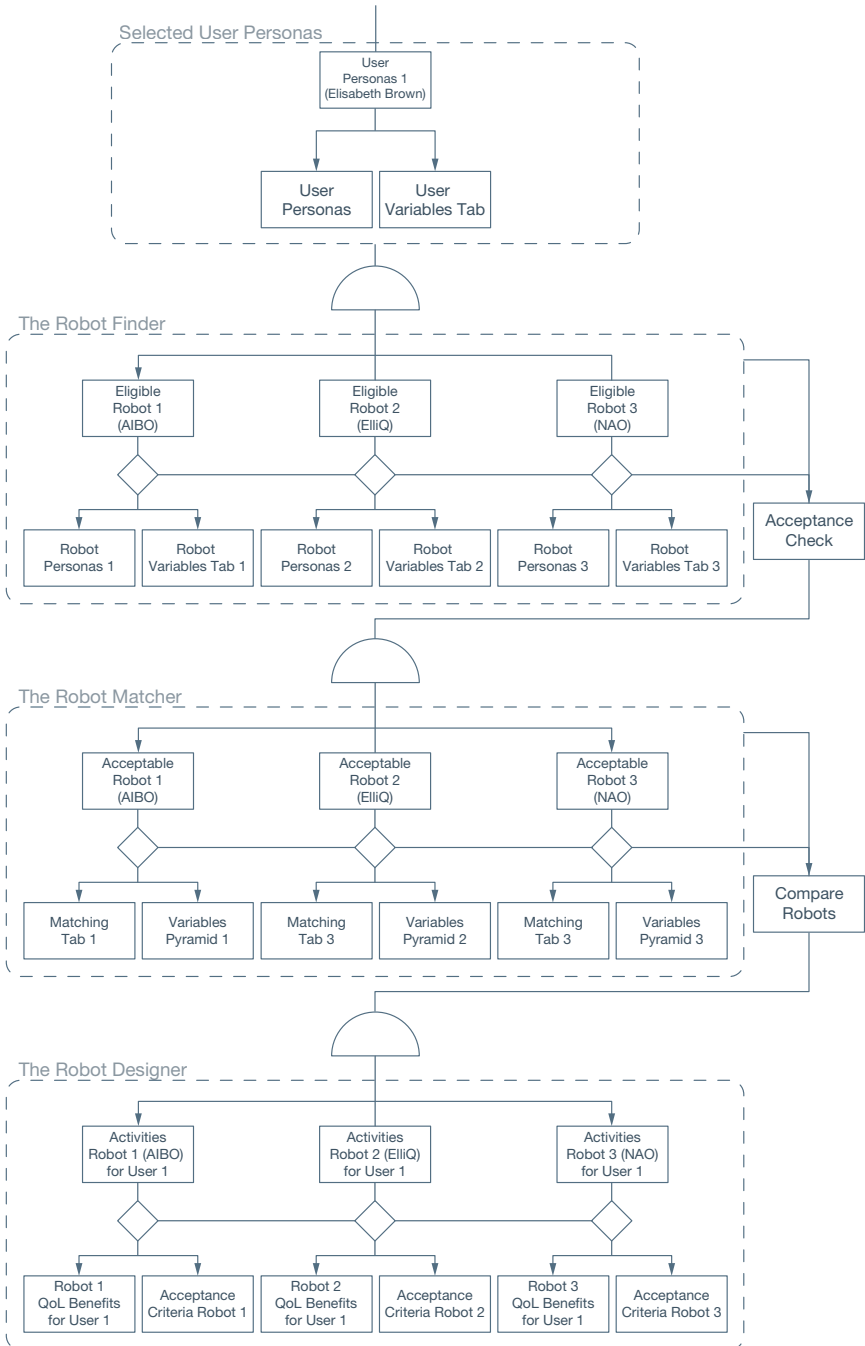 Selected User Personas
User
Personas 1
(Elisabeth Brown)
User
Personas
User
Variables Tab
The Robot Finder
Eligible
Robot 1
(AIBO)
Eligible
Robot 2
(ElliQ)
Eligible
Robot 3
(NAO)
Robot
Personas 1
Robot
Variables Tab 1
Robot
Personas 2
Robot
Variables Tab 2
Robot
Personas 3
Robot
Variables Tab 3
Acceptance
Check
The Robot Matcher
Acceptable
Robot 1
(AIBO)
Acceptable
Robot 2
(ElliQ)
Acceptable
Robot 3
(NAO)
Matching
Tab 1
Variables
Pyramid 1
Matching
Tab 3
Variables
Pyramid 2
Matching
Tab 3
Variables
Pyramid 3
Compare
Robots
The Robot Designer
Activities
Robot 1 (AIBO)
for User 1
Activities
Robot 2 (ElliQ)
for User 1
Activities
Robot 3 (NAO)
for User 1
Robot 1
QoL Benefits
for User 1
Acceptance
Criteria Robot 1
Robot 2
QoL Benefits
for User 1
Acceptance
Criteria Robot 2
Robot 3
QoL Benefits
for User 1
Acceptance
Criteria Robot 3